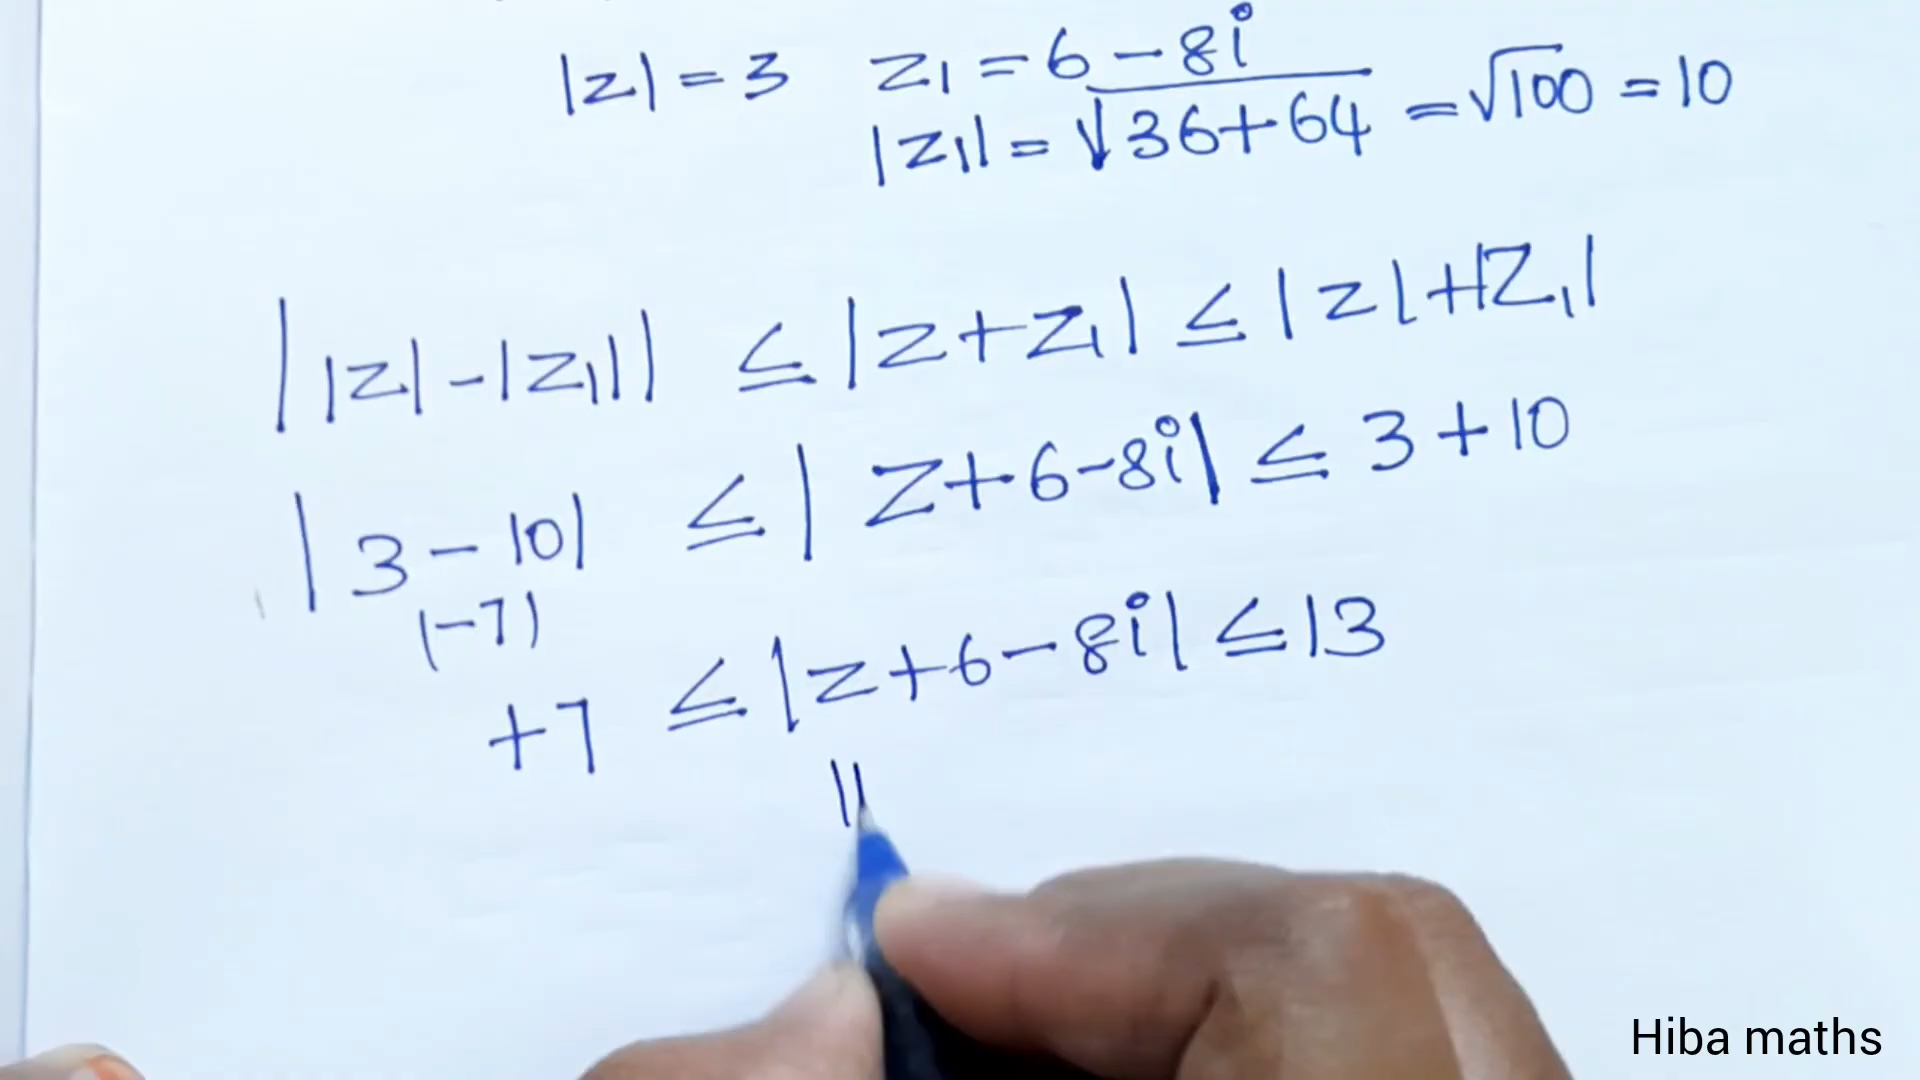 |z| = 3 z₁ = 6 - 8i
|z₁| = √36+64 = √100 = 10
||z| - |z₁|| ≤ |z + z₁| ≤ |z| + |z₁|
|3 - 10| ≤ |z + 6 - 8i| ≤ 3 + 10
|-7|
+7 ≤ |z + 6 - 8i| ≤ 13
||
Hiba maths